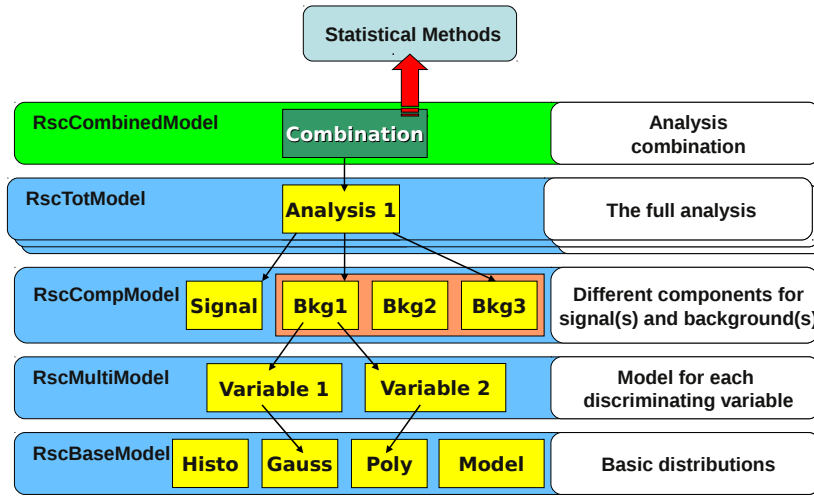 Statistical Methods
RscCombinedModel
Combination
Analysis
combination
RscTotModel
Analysis 1
The full analysis
RscCompModel
Signal
Bkg1
Bkg2
Bkg3
Different components for
signal(s) and background(s)
RscMultiModel
Variable 1
Variable 2
Model for each
discriminating variable
RscBaseModel
Histo
Gauss
Poly
Model
Basic distributions